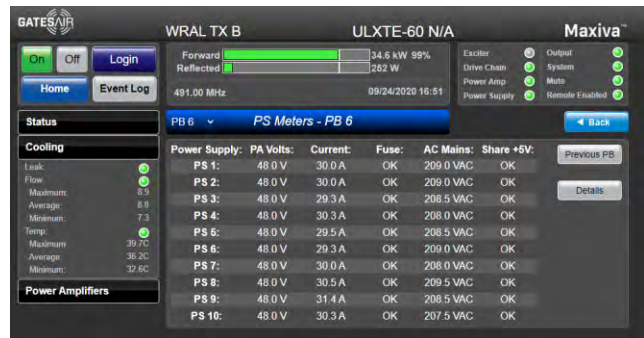 GATESAIR
WRAL TX B
ULXTE-60 N/A
Maxiva™
On Off Login
Home Event Log
Forward 34.6 kW 99%
Reflected 252 W
491.00 MHz 09/24/2020 16:51
Exciter Output
Drive Chain System
Power Amp Mute
Power Supply Remote Enabled
Status
PB 6 PS Meters - PB 6 Back
Cooling
Leak:
Flow
Maximum: 8.9
Average: 8.0
Minimum: 7.3
Temp:
Maximum 39.7C
Average 36.2C
Minimum: 32.6C
Power Amplifiers
Power Supply: PA Volts: Current: Fuse: AC Mains: Share +5V:
PS 1: 48.0 V 30.0 A OK 209.0 VAC OK
PS 2: 48.0 V 30.0 A OK 209.0 VAC OK
PS 3: 48.0 V 29.3 A OK 208.5 VAC OK
PS 4: 48.0 V 30.3 A OK 208.0 VAC OK
PS 5: 48.0 V 29.5 A OK 208.5 VAC OK
PS 6: 48.0 V 29.3 A OK 209.0 VAC OK
PS 7: 48.0 V 30.0 A OK 208.0 VAC OK
PS 8: 48.0 V 30.5 A OK 209.5 VAC OK
PS 9: 48.0 V 31.4 A OK 208.5 VAC OK
PS 10: 48.0 V 30.3 A OK 207.5 VAC OK
Previous PB
Details